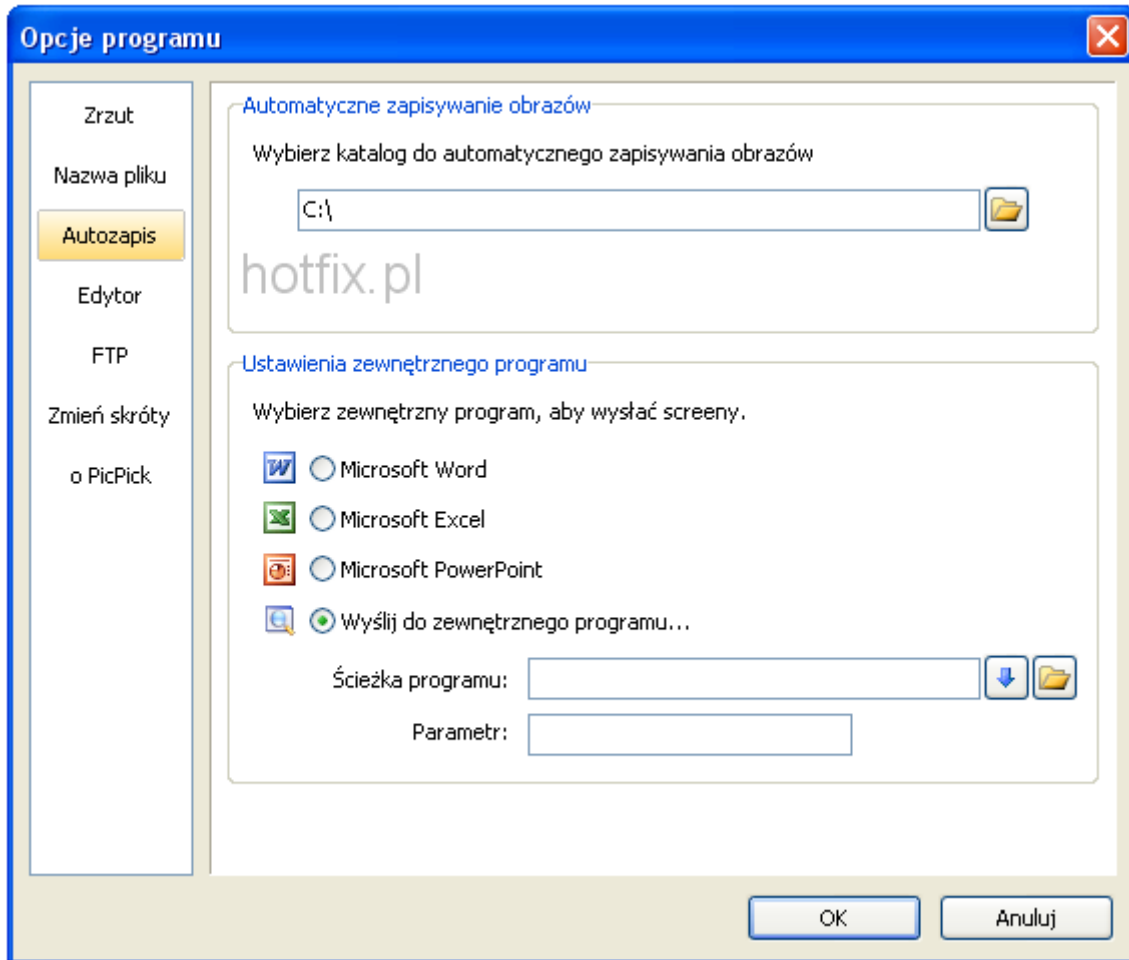 Opcje programu
Zrzut
Nazwa pliku
Autozapis
Edytor
FTP
Zmień skróty
o PicPick
Automatyczne zapisywanie obrazów
Wybierz katalog do automatycznego zapisywania obrazów
C:\
hotfix.pl
Ustawienia zewnętrznego programu
Wybierz zewnętrzny program, aby wysłać screeny.
Microsoft Word
Microsoft Excel
Microsoft PowerPoint
Wyślij do zewnętrznego programu...
Ścieżka programu:
Parametr:
OK
Anuluj